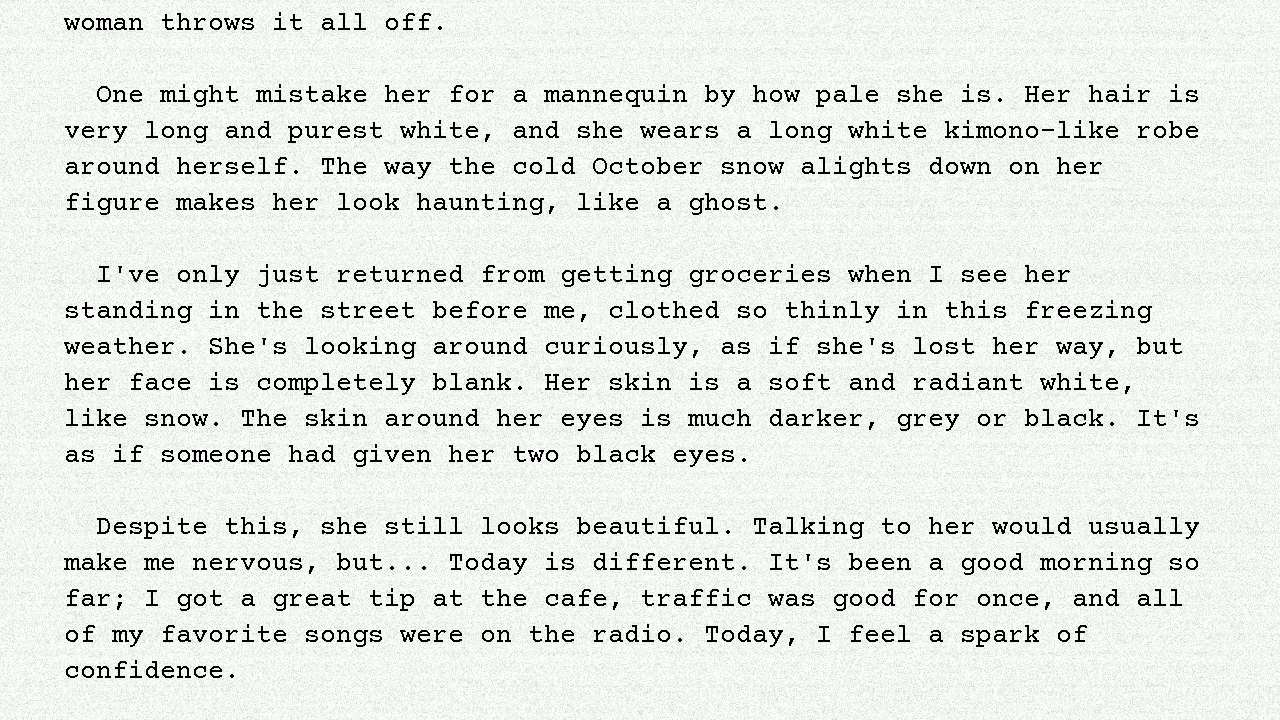 woman throws it all off.
One might mistake her for a mannequin by how pale she is. Her hair is
very long and purest white, and she wears a long white kimono-like robe
around herself. The way the cold October snow alights down on her
figure makes her look haunting, like a ghost.
I've only just returned from getting groceries when I see her
standing in the street before me, clothed so thinly in this freezing
weather. She's looking around curiously, as if she's lost her way, but
her face is completely blank. Her skin is a soft and radiant white,
like snow. The skin around her eyes is much darker, grey or black. It's
as if someone had given her two black eyes.
Despite this, she still looks beautiful. Talking to her would usually
make me nervous, but... Today is different. It's been a good morning so
far; I got a great tip at the cafe, traffic was good for once, and all
of my favorite songs were on the radio. Today, I feel a spark of
confidence.